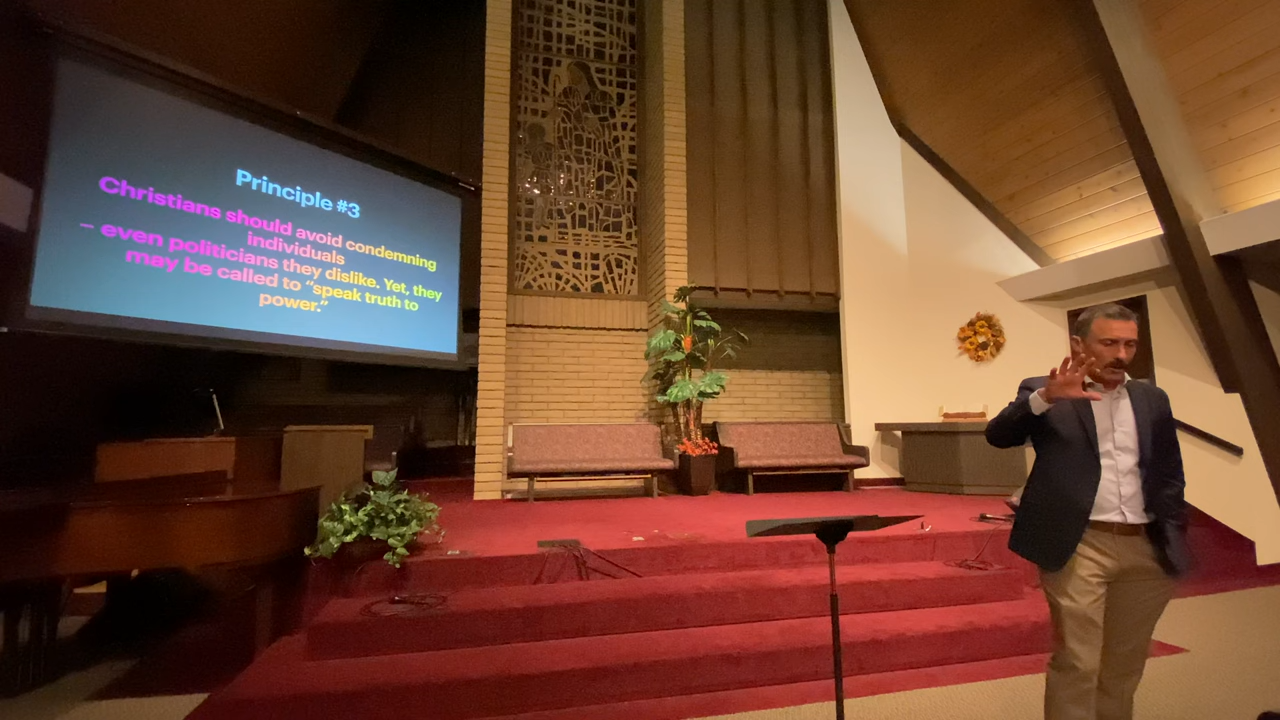 Principle #3
Christians should avoid condemning
individuals
– even politicians they dislike. Yet, they
may be called to “speak truth to
power.”